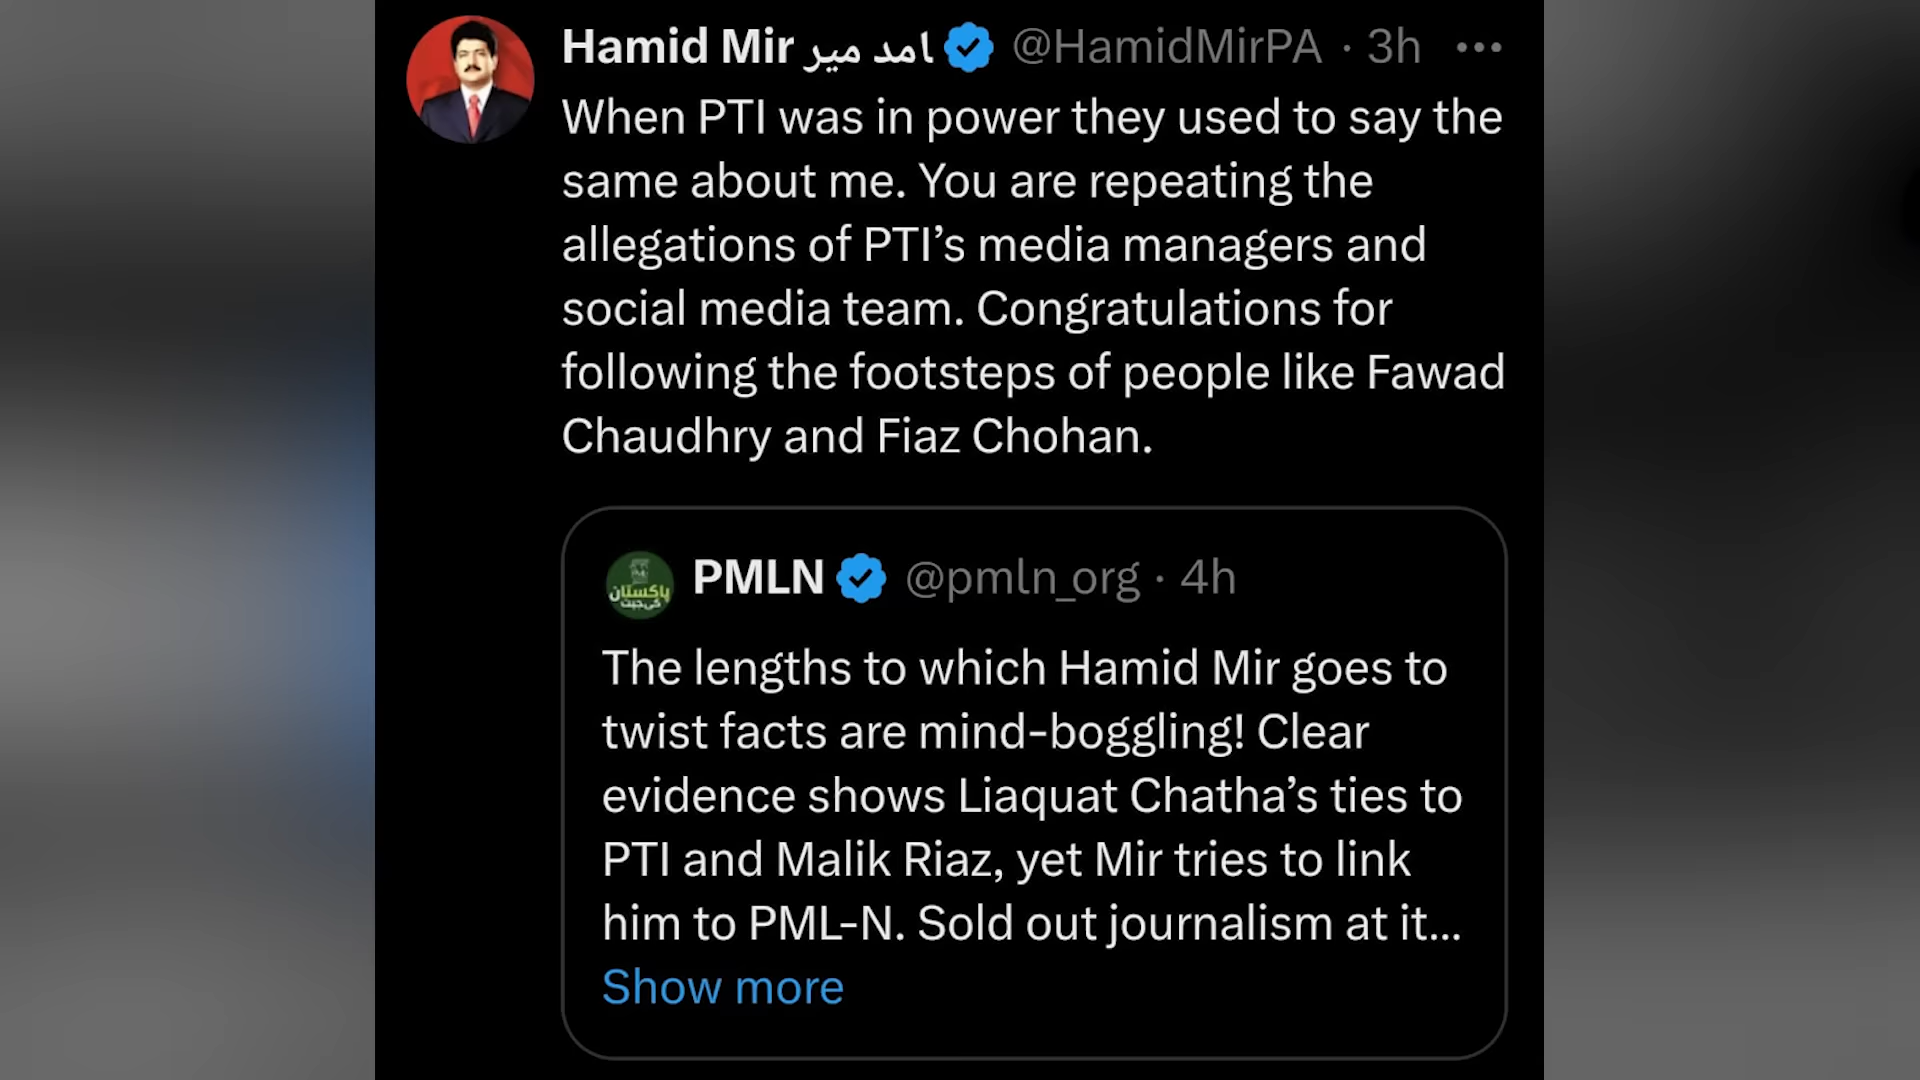 Hamid Mir امد میر @HamidMirPA · 3h
When PTI was in power they used to say the
same about me. You are repeating the
allegations of PTI’s media managers and
social media team. Congratulations for
following the footsteps of people like Fawad
Chaudhry and Fiaz Chohan.
PMLN @pmln_org · 4h
پاکستان
کی جیت
The lengths to which Hamid Mir goes to
twist facts are mind-boggling! Clear
evidence shows Liaquat Chatha’s ties to
PTI and Malik Riaz, yet Mir tries to link
him to PML-N. Sold out journalism at it...
Show more